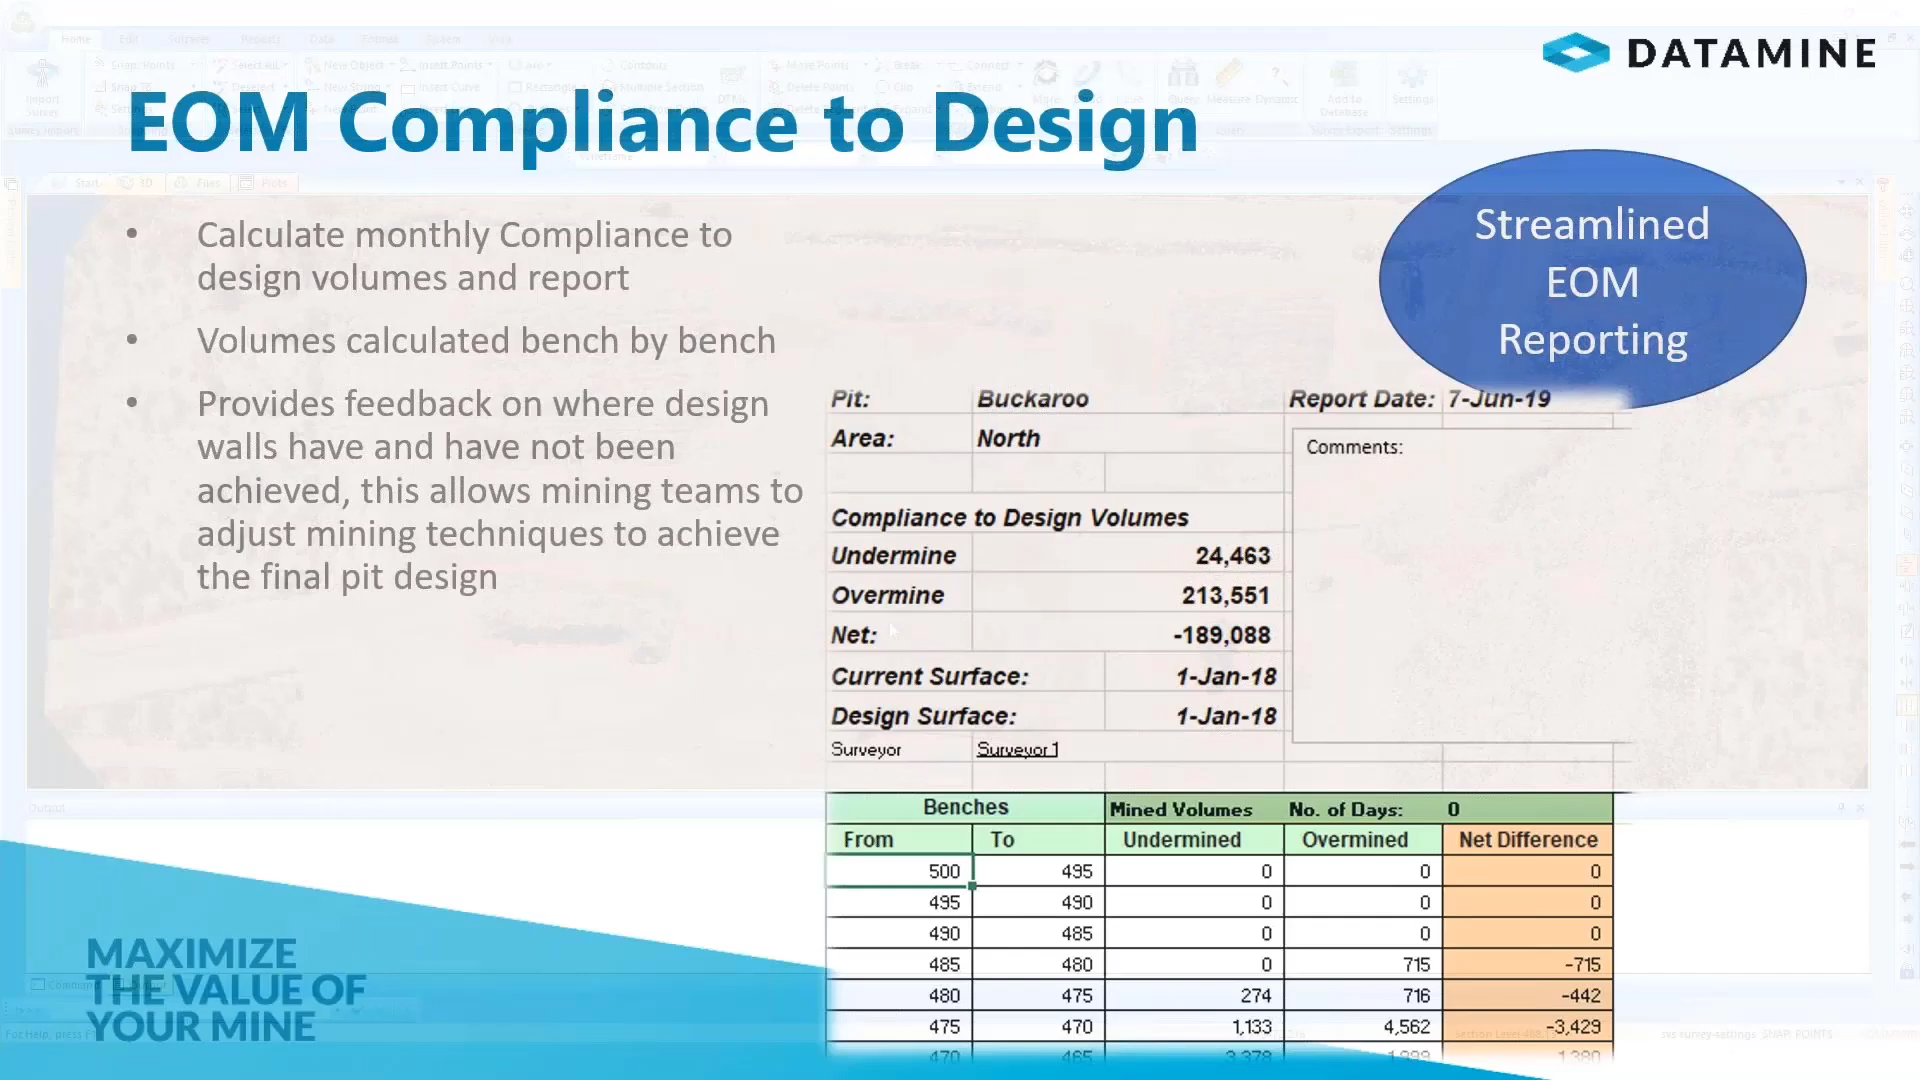 DATAMINE
EOM Compliance to Design
• Calculate monthly Compliance to
design volumes and report
• Volumes calculated bench by bench
• Provides feedback on where design
walls have and have not been
achieved, this allows mining teams to
adjust mining techniques to achieve
the final pit design
Streamlined
EOM
Reporting
Pit: Buckaroo Report Date: 7-Jun-19
Area: North
Comments:
Compliance to Design Volumes
Undermine 24,463
Overmine 213,551
Net: -189,088
Current Surface: 1-Jan-18
Design Surface: 1-Jan-18
Surveyor Surveyor 1
Benches Mined Volumes No. of Days: 0
From To Undermined Overmined Net Difference
500 495 0 0 0
495 490 0 0 0
490 485 0 0 0
485 480 0 715 -715
480 475 274 716 -442
475 470 1,133 4,562 -3,429
470 465
MAXIMIZE
THE VALUE OF
YOUR MINE